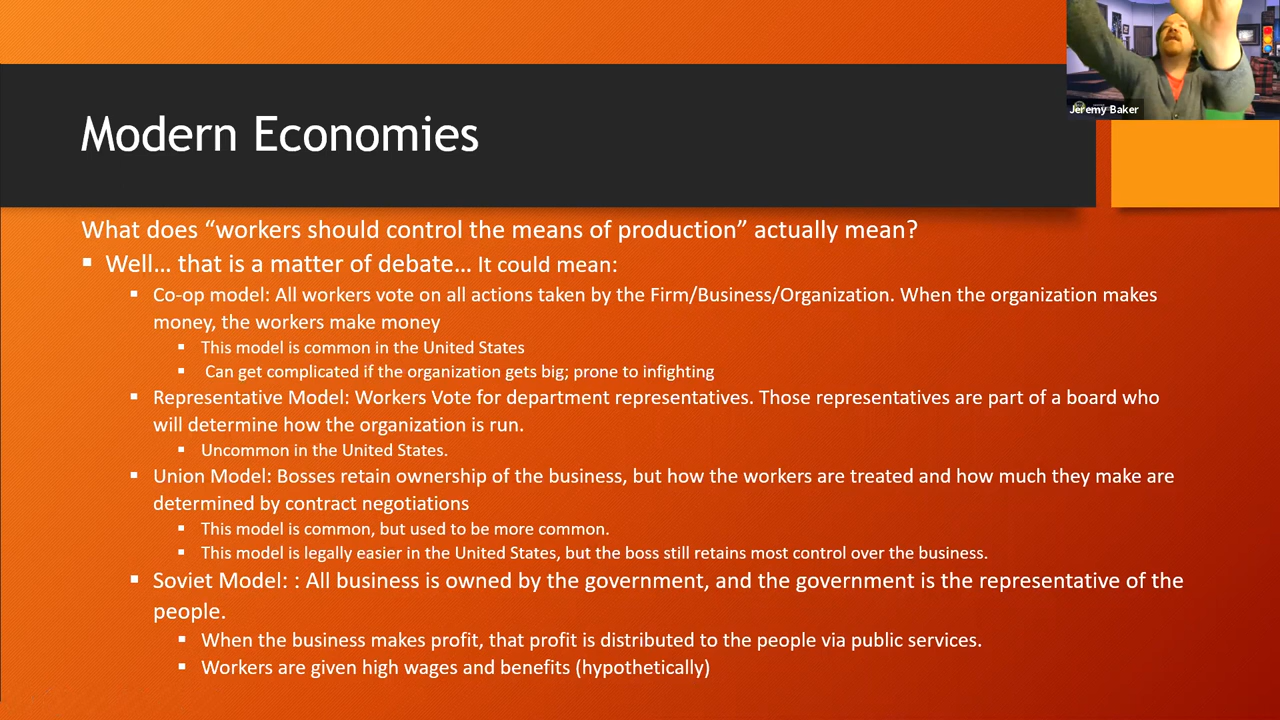 Jeremy Baker
Modern Economies
What does “workers should control the means of production” actually mean?
Well… that is a matter of debate… It could mean:
Co-op model: All workers vote on all actions taken by the Firm/Business/Organization. When the organization makes
money, the workers make money
This model is common in the United States
Can get complicated if the organization gets big; prone to infighting
Representative Model: Workers Vote for department representatives. Those representatives are part of a board who
will determine how the organization is run.
Uncommon in the United States.
Union Model: Bosses retain ownership of the business, but how the workers are treated and how much they make are
determined by contract negotiations
This model is common, but used to be more common.
This model is legally easier in the United States, but the boss still retains most control over the business.
Soviet Model: : All business is owned by the government, and the government is the representative of the
people.
When the business makes profit, that profit is distributed to the people via public services.
Workers are given high wages and benefits (hypothetically)